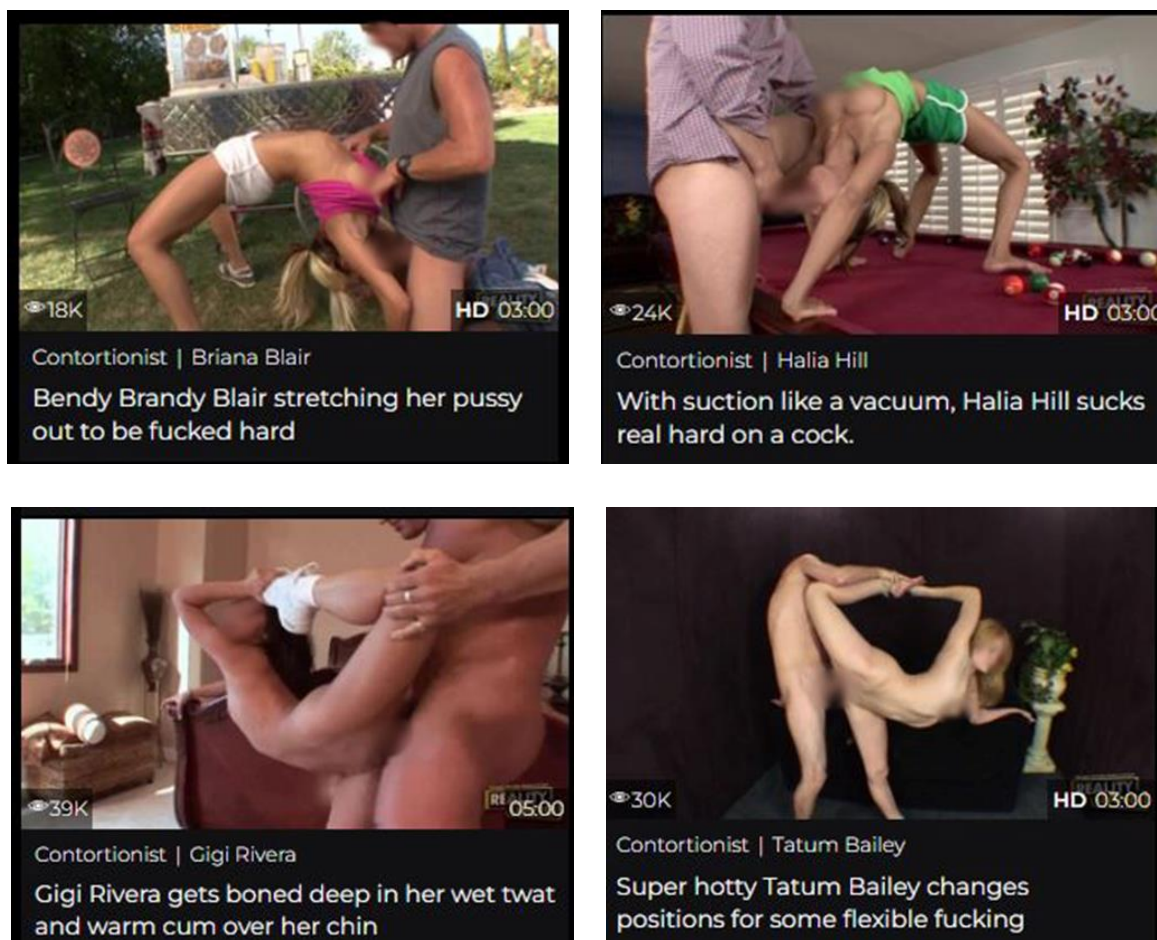 18K
HD 03:00
Contortionist | Briana Blair
Bendy Brandy Blair stretching her pussy
out to be fucked hard
24K
HD 03:00
Contortionist | Halia Hill
With suction like a vacuum, Halia Hill sucks
real hard on a cock.
39K
REALITY
05:00
Contortionist | Gigi Rivera
Gigi Rivera gets boned deep in her wet twat
and warm cum over her chin
30K
REALITY
HD 03:00
Contortionist | Tatum Bailey
Super hotty Tatum Bailey changes
positions for some flexible fucking